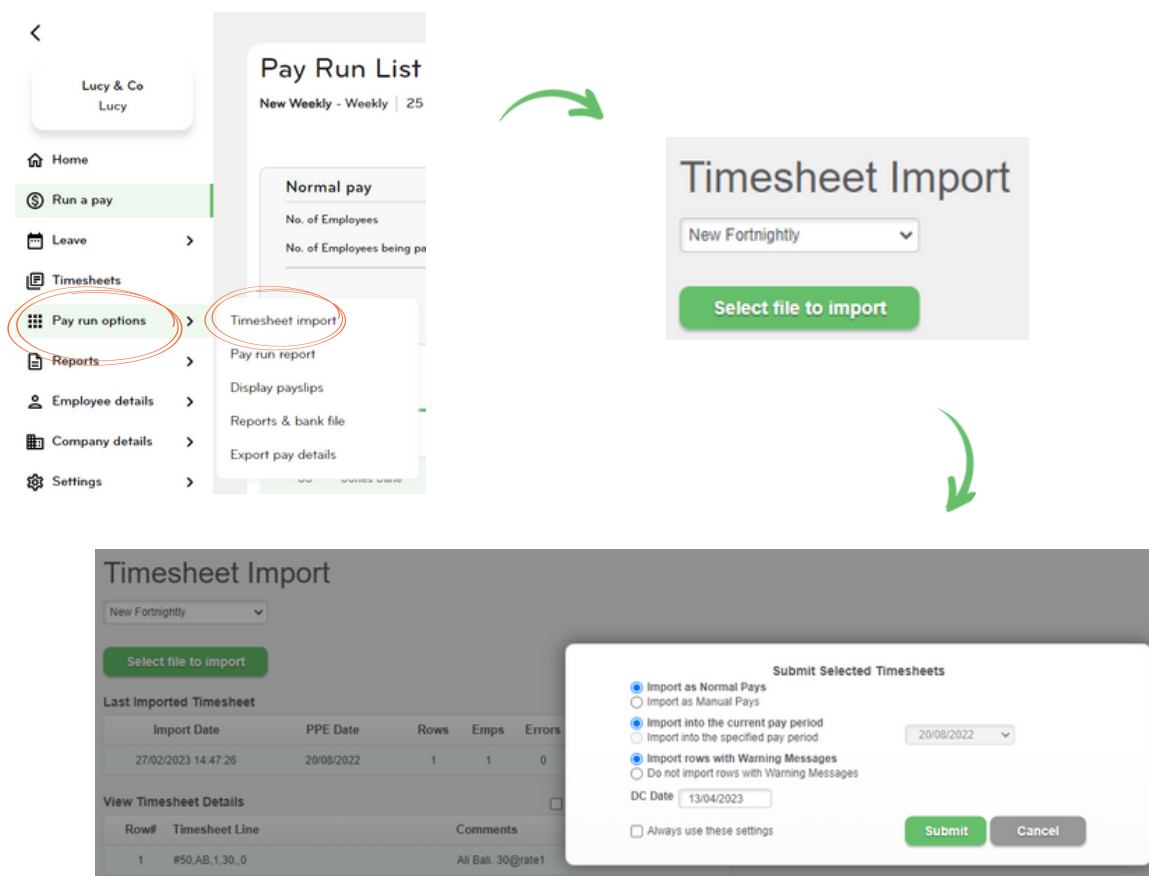 Lucy & Co
Lucy
Home
Run a pay
Leave
Timesheets
Pay run options
Reports
Employee details
Company details
Settings
Pay Run List
New Weekly - Weekly | 25
Normal pay
No. of Employees
No. of Employees being pa
Timesheet import
Pay run report
Display payslips
Reports & bank file
Export pay details
Timesheet Import
New Fortnightly
Select file to import
Timesheet Import
New Fortnightly
Select file to import
Last Imported Timesheet
Import Date PPE Date Rows Emps Errors
27/02/2023 14:47:26 20/08/2022 1 1 0
View Timesheet Details
Row# Timesheet Line Comments
1 #50,AB,1,30,,0 Ali Bali. 30@rate1
Submit Selected Timesheets
Import as Normal Pays
Import as Manual Pays
Import into the current pay period
Import into the specified pay period 20/08/2022
Import rows with Warning Messages
Do not import rows with Warning Messages
DC Date 13/04/2023
Always use these settings
Submit Cancel